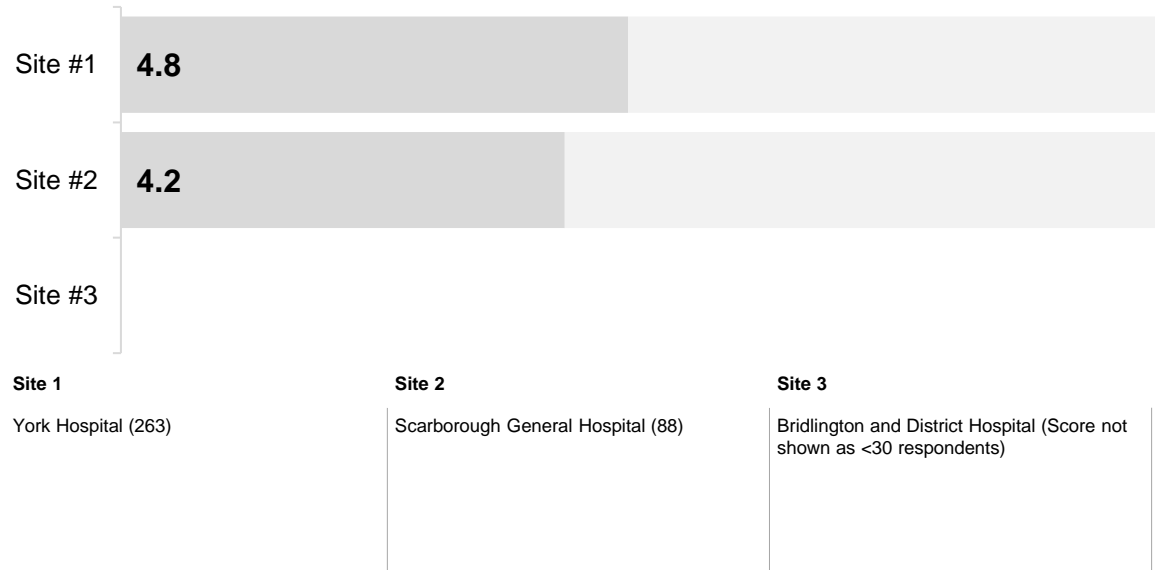 Site #1
4.8
Site #2
4.2
Site #3
Site 1
Site 2
Site 3
York Hospital (263)
Scarborough General Hospital (88)
Bridlington and District Hospital (Score not
shown as <30 respondents)